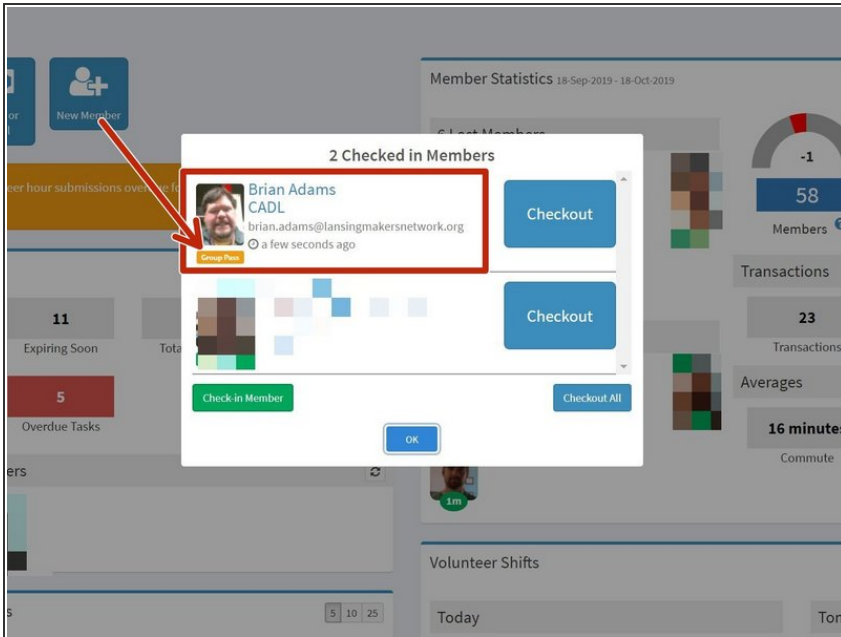 Member Statistics 18-Sep-2019 - 18-Oct-2019
or
New Member
-1
58
Members
2 Checked in Members
Brian Adams
CADL
brian.adams@lansingmakersnetwork.org
a few seconds ago
Group Pass
Checkout
Checkout
Check-in Member
Checkout All
OK
eer hour submissions
11
Expiring Soon
5
Overdue Tasks
ers
Transactions
23
Transactions
Averages
16 minute
Commute
1m
Volunteer Shifts
5 10 25
Today